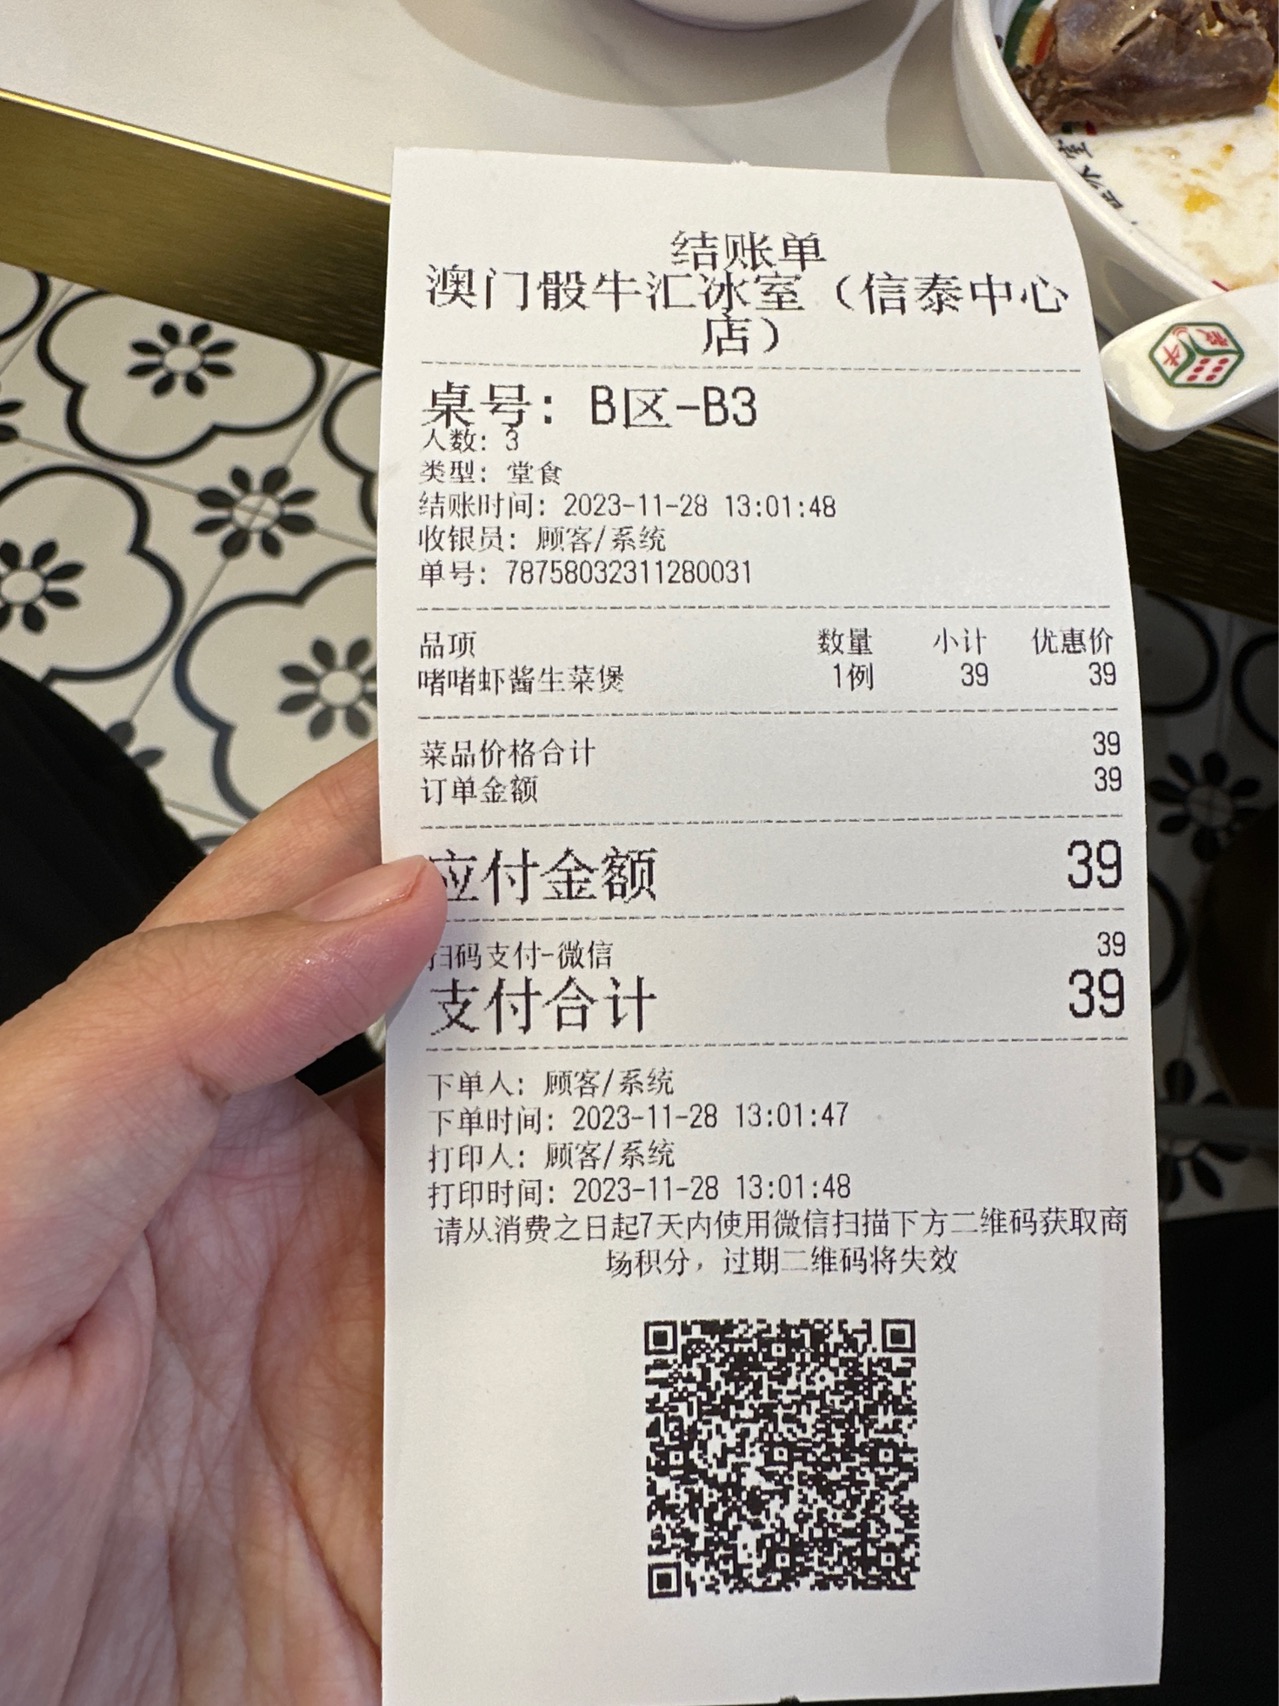 结账单
澳门骰牛汇冰室（信泰中心
店）
桌号: B区-B3
人数: 3
类型: 堂食
结账时间: 2023-11-28 13:01:48
收银员: 顾客/系统
单号: 78758032311280031
品项 数量 小计 优惠价
啫啫虾酱生菜煲 1例 39 39
菜品价格合计 39
订单金额 39
应付金额 39
扫码支付-微信 39
支付合计 39
下单人: 顾客/系统
下单时间: 2023-11-28 13:01:47
打印人: 顾客/系统
打印时间: 2023-11-28 13:01:48
请从消费之日起7天内使用微信扫描下方二维码获取商
场积分，过期二维码将失效
冰室
骰牛